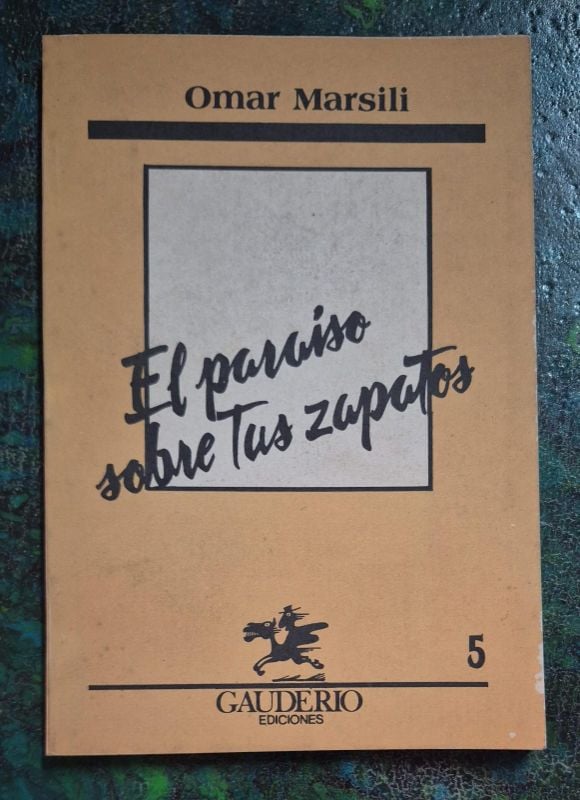 Omar Marsili
El paraiso
sobre Tus zapatos
5
GAUDERIO
EDICIONES